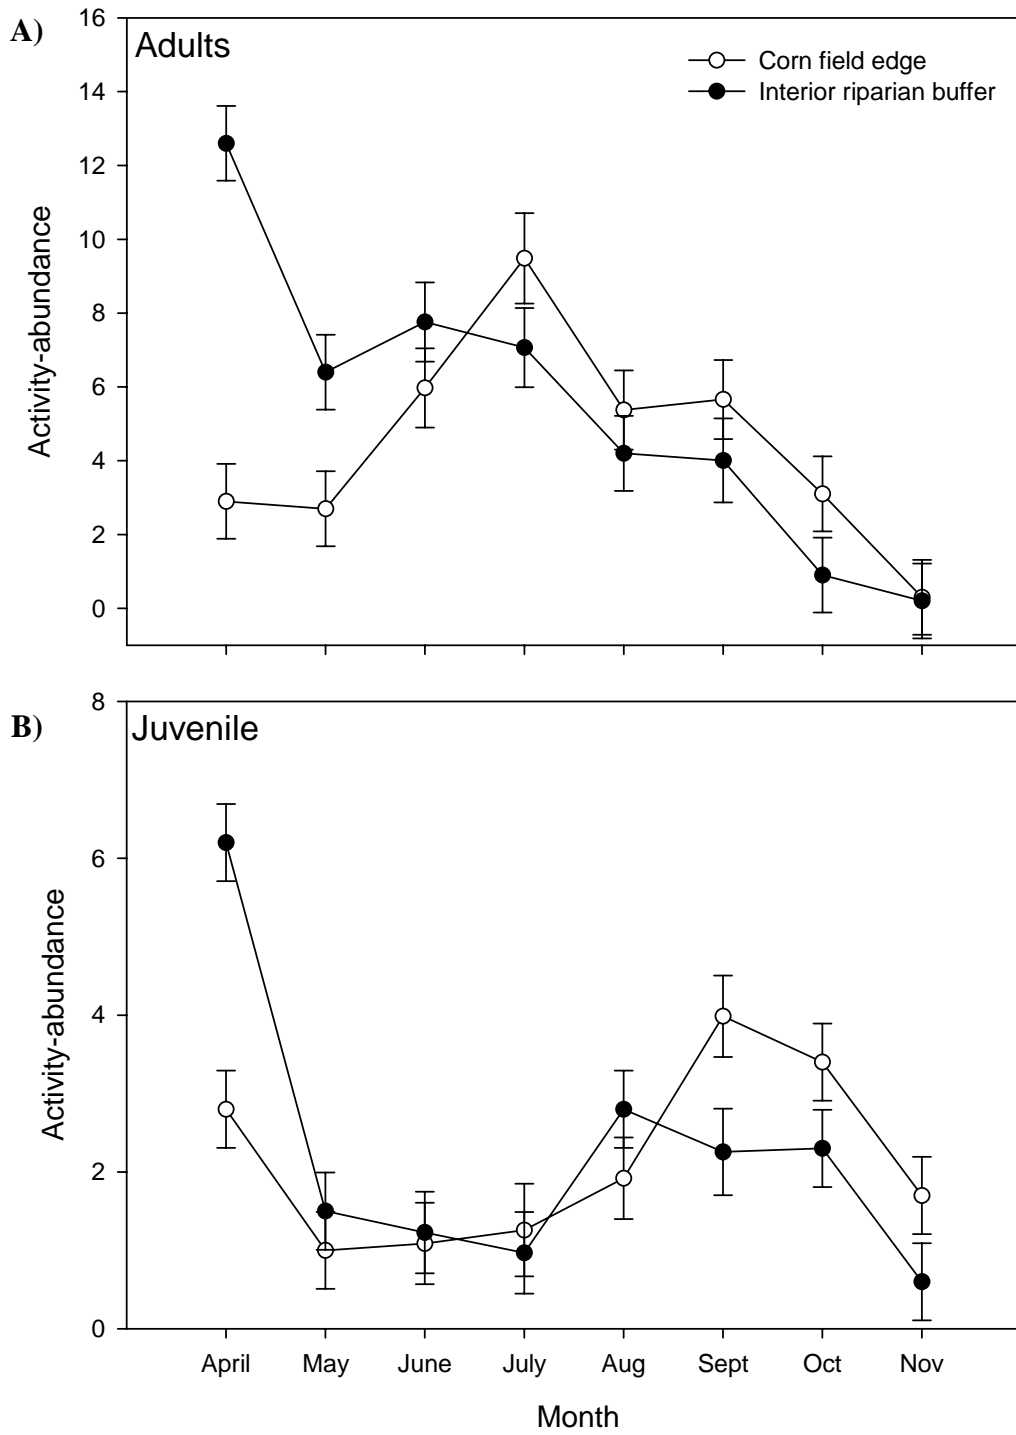 A)
Adults
Corn field edge
Interior riparian buffer
16
14
12
10
8
6
4
2
0
Activity-abundance
B)
Juvenile
8
6
4
2
0
Activity-abundance
April May June July Aug Sept Oct Nov
Month